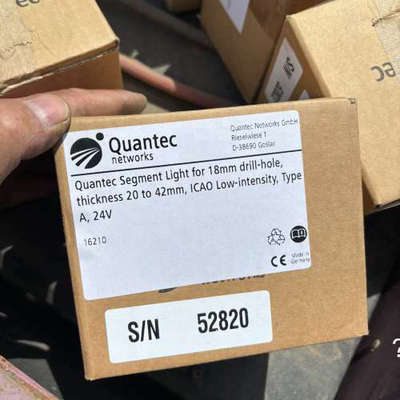 Quantec
networks
Quantec Networks GmbH
Rieselwiese 1
D-38690 Goslar
Quantec Segment Light for 18mm drill-hole,
thickness 20 to 42mm, ICAO Low-intensity, Type
A, 24V
16210
CE
Made in
Germany
S/N 52820
S/N
?